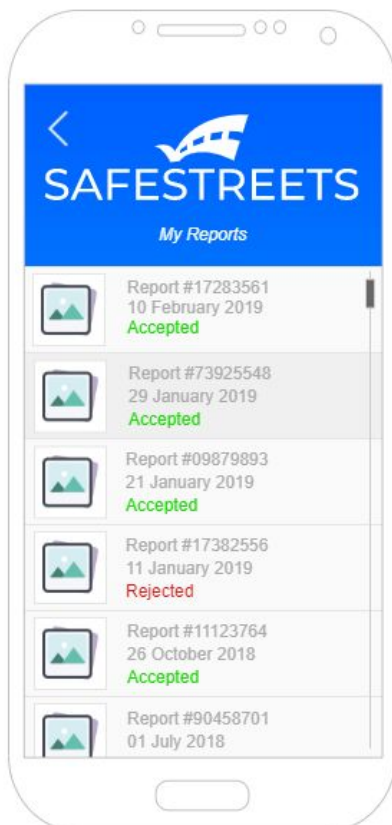 SAFESTREETS
My Reports
Report #17283561
10 February 2019
Accepted
Report #73925548
29 January 2019
Accepted
Report #09879893
21 January 2019
Accepted
Report #17382556
11 January 2019
Rejected
Report #11123764
26 October 2018
Accepted
Report #90458701
01 July 2018